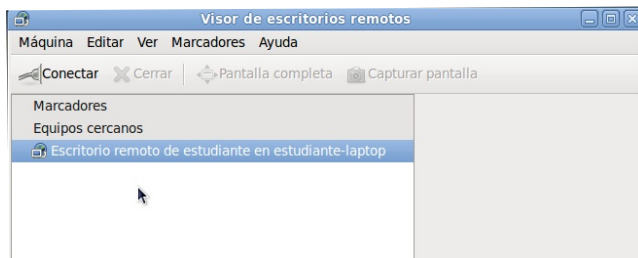 Visor de escritorios remotos
Máquina Editar Ver Marcadores Ayuda
Conectar Cerrar Pantalla completa Capturar pantalla
Marcadores
Equipos cercanos
Escritorio remoto de estudiante en estudiante-laptop